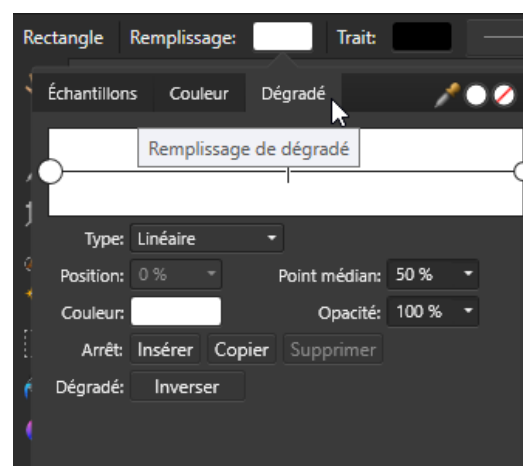 Rectangle Remplissage: Trait:
Échantillons Couleur Dégradé
Remplissage de dégradé
Type: Linéaire
Position: 0 % Point médian: 50 %
Couleur: Opacité: 100 %
Arrêt: Insérer Copier Supprimer
Dégradé: Inverser